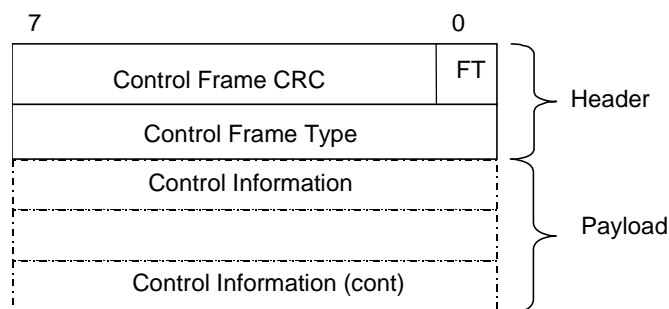 7 0
Control Frame CRC FT
Header
Control Frame Type
Control Information
Payload
Control Information (cont)